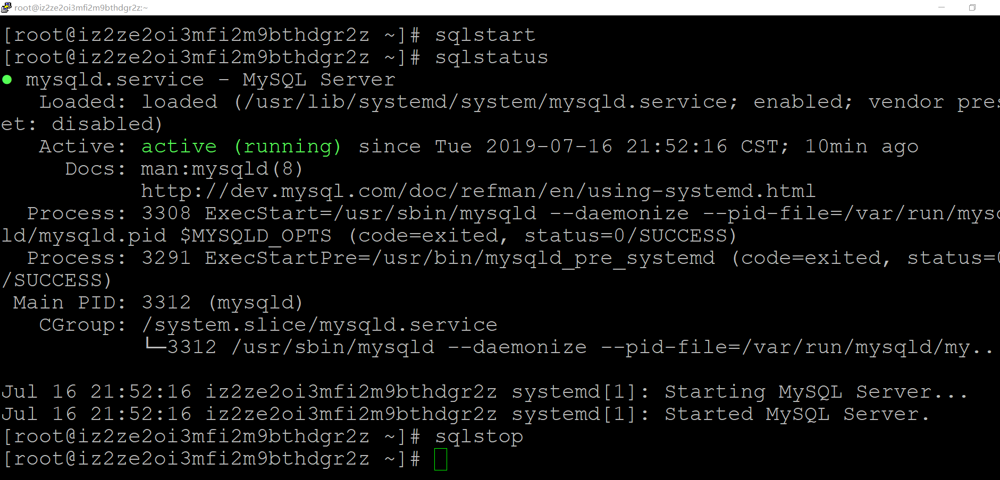 root@iz2ze2oi3mfi2m9bthdgr2z:~
[root@iz2ze2oi3mfi2m9bthdgr2z ~]# sqlstart
[root@iz2ze2oi3mfi2m9bthdgr2z ~]# sqlstatus
● mysqld.service - MySQL Server
   Loaded: loaded (/usr/lib/systemd/system/mysqld.service; enabled; vendor pres
et: disabled)
   Active: active (running) since Tue 2019-07-16 21:52:16 CST; 10min ago
     Docs: man:mysqld(8)
           http://dev.mysql.com/doc/refman/en/using-systemd.html
  Process: 3308 ExecStart=/usr/sbin/mysqld --daemonize --pid-file=/var/run/mysq
ld/mysqld.pid $MYSQLD_OPTS (code=exited, status=0/SUCCESS)
  Process: 3291 ExecStartPre=/usr/bin/mysqld_pre_systemd (code=exited, status=0
/SUCCESS)
 Main PID: 3312 (mysqld)
   CGroup: /system.slice/mysqld.service
           └─3312 /usr/sbin/mysqld --daemonize --pid-file=/var/run/mysqld/my..

Jul 16 21:52:16 iz2ze2oi3mfi2m9bthdgr2z systemd[1]: Starting MySQL Server...
Jul 16 21:52:16 iz2ze2oi3mfi2m9bthdgr2z systemd[1]: Started MySQL Server.
[root@iz2ze2oi3mfi2m9bthdgr2z ~]# sqlstop
[root@iz2ze2oi3mfi2m9bthdgr2z ~]#